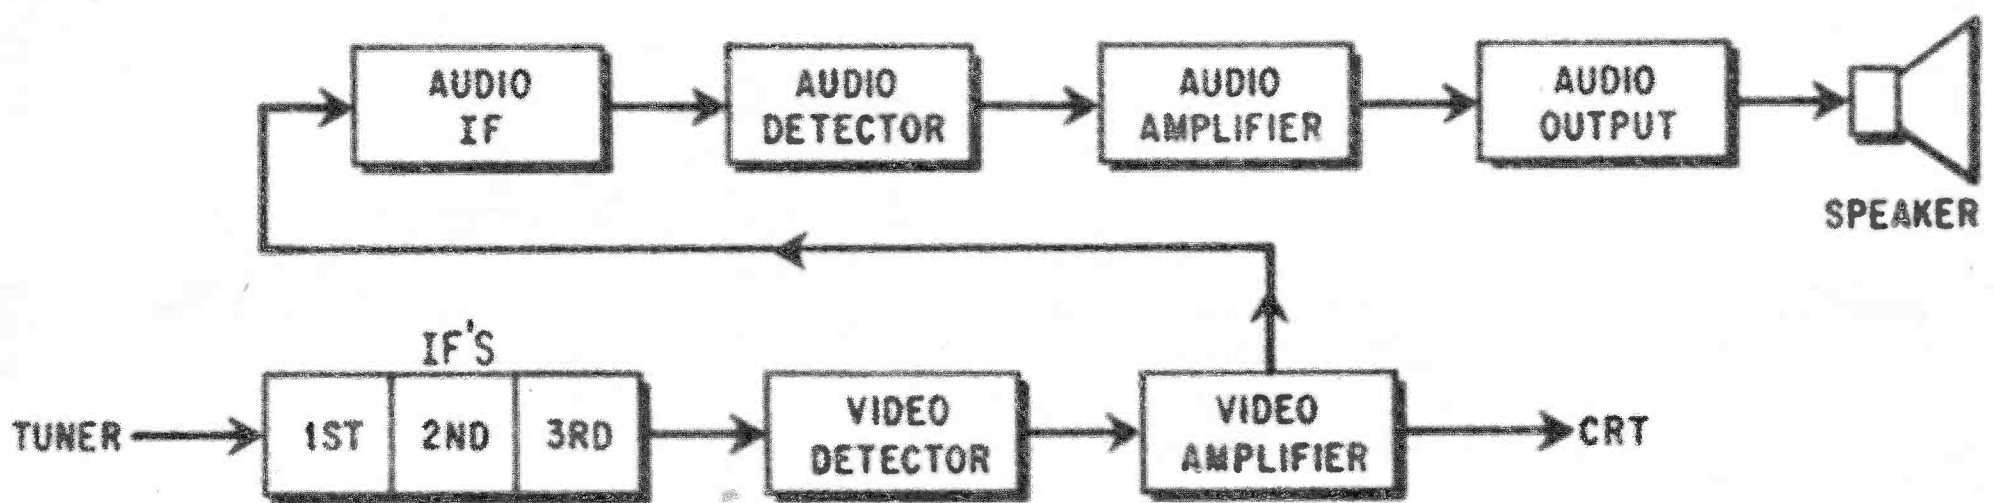 AUDIO
IF
AUDIO
DETECTOR
AUDIO
AMPLIFIER
AUDIO
OUTPUT
SPEAKER
IF'S
TUNER
1ST
2ND
3RD
VIDEO
DETECTOR
VIDEO
AMPLIFIER
CRT